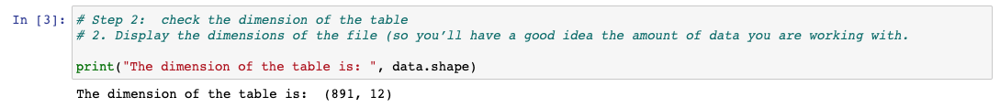 In [3]: # Step 2:  check the dimension of the table
# 2. Display the dimensions of the file (so you’ll have a good idea the amount of data you are working with.
print("The dimension of the table is: ", data.shape)
The dimension of the table is:  (891, 12)